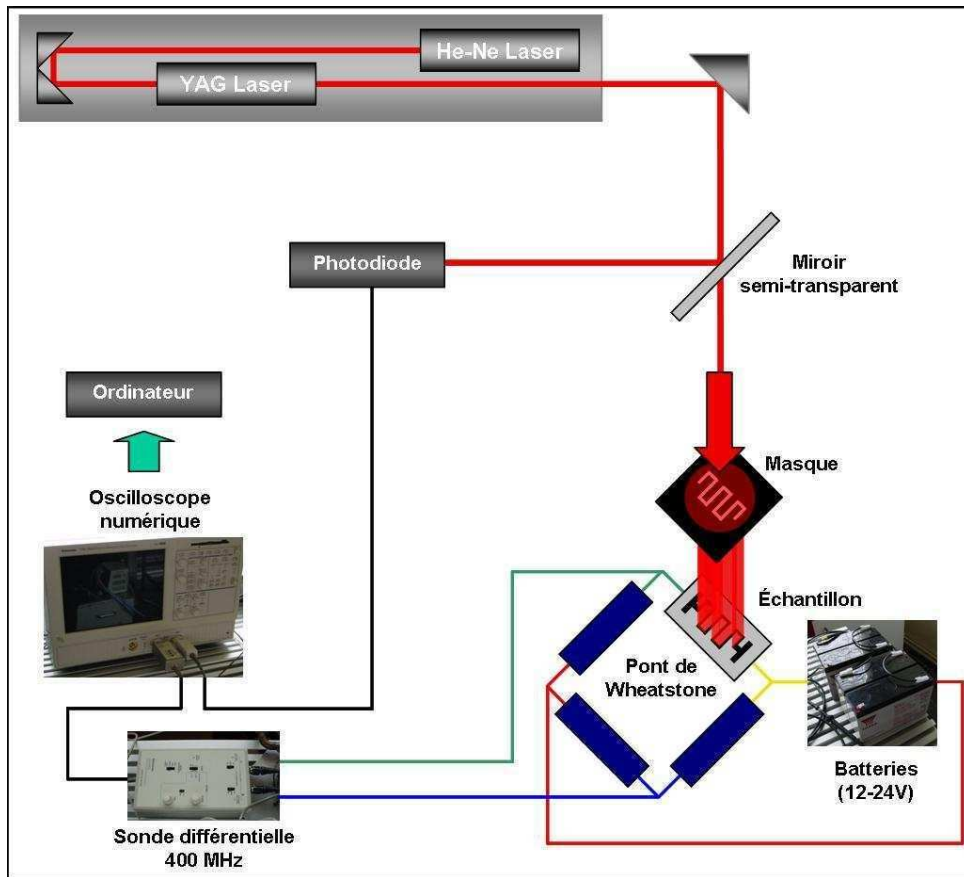 He-Ne Laser
YAG Laser
Photodiode
Miroir
semi-transparent
Ordinateur
Masque
Oscilloscope
numérique
Échantillon
Pont de
Wheatstone
Batteries
(12-24V)
Sonde différentielle
400 MHz